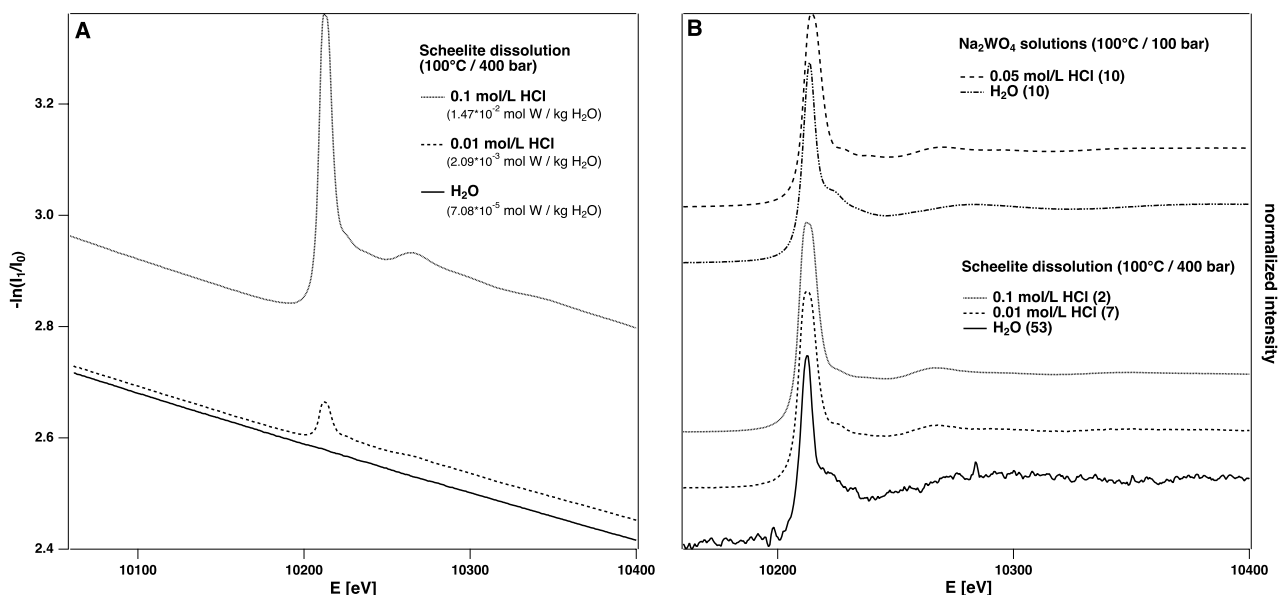 A
Scheelite dissolution
(100°C / 400 bar)
0.1 mol/L HCl
(1.47*10⁻² mol W / kg H₂O)
0.01 mol/L HCl
(2.09*10⁻³ mol W / kg H₂O)
H₂O
(7.08*10⁻⁵ mol W / kg H₂O)
-ln(I₁/I₀)
3.2
3.0
2.8
2.6
2.4
10100
10200
10300
10400
E [eV]
B
Na₂WO₄ solutions (100°C / 100 bar)
0.05 mol/L HCl (10)
H₂O (10)
Scheelite dissolution (100°C / 400 bar)
0.1 mol/L HCl (2)
0.01 mol/L HCl (7)
H₂O (53)
normalized intensity
10200
10300
10400
E [eV]